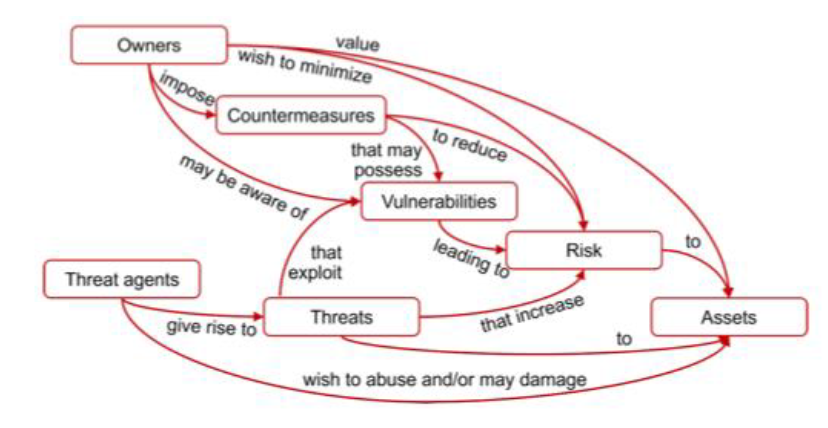 Owners
value
wish to minimize
impose
Countermeasures
to reduce
that may
possess
may be aware of
Vulnerabilities
leading to
Risk
to
that
exploit
Threat agents
give rise to
Threats
that increase
Assets
to
wish to abuse and/or may damage